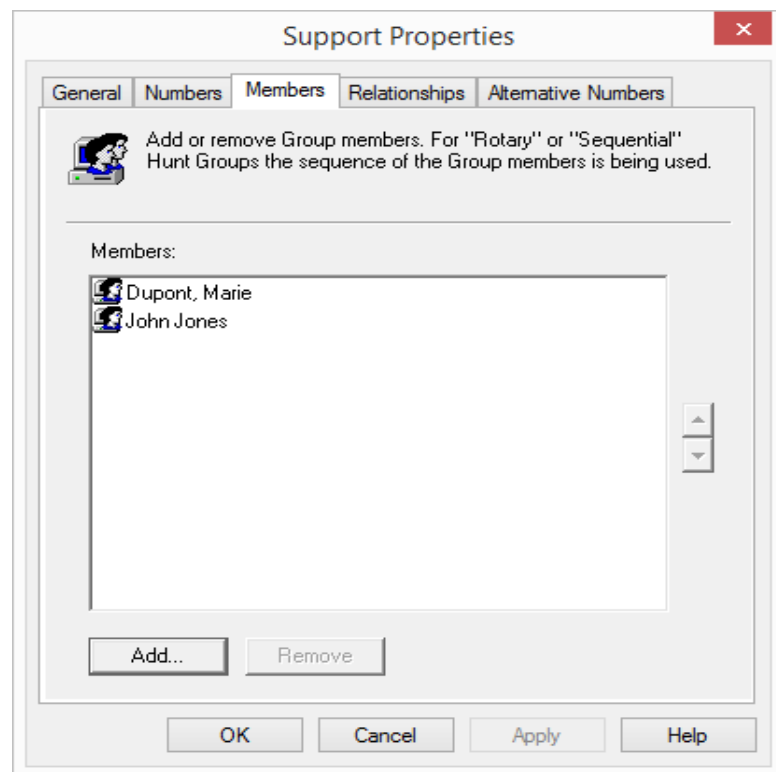 Support Properties
General Numbers Members Relationships Alternative Numbers
Add or remove Group members. For "Rotary" or "Sequential"
Hunt Groups the sequence of the Group members is being used.
Members:
Dupont, Marie
John Jones
Add... Remove
OK Cancel Apply Help